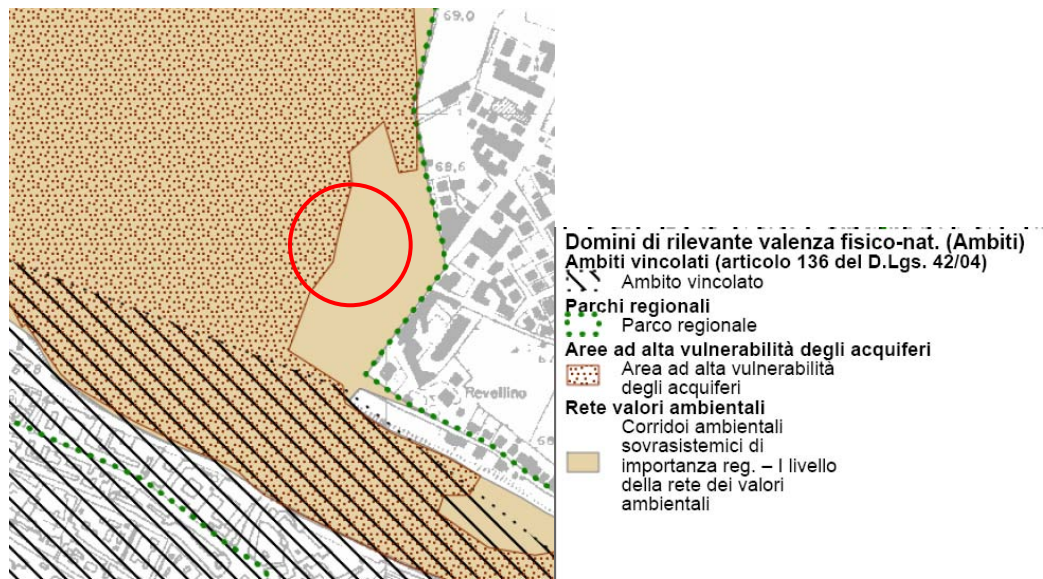 69.0
68.6
Revellino
Domini di rilevante valenza fisico-nat. (Ambiti)
Ambiti vincolati (articolo 136 del D.Lgs. 42/04)
Ambito vincolato
Parchi regionali
Parco regionale
Aree ad alta vulnerabilità degli acquiferi
Area ad alta vulnerabilità
degli acquiferi
Rete valori ambientali
Corridoi ambientali
sovrasistemici di
importanza reg. – I livello
della rete dei valori
ambientali